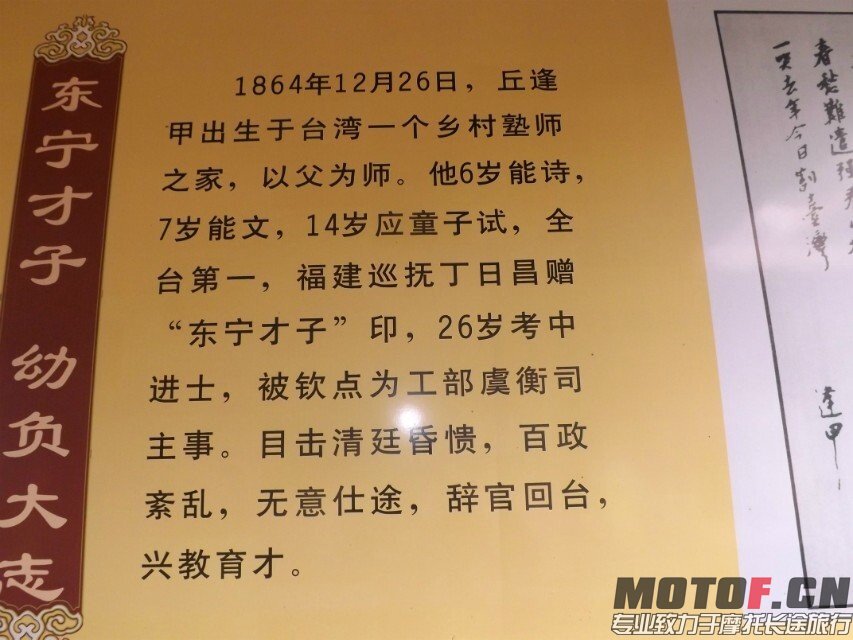 东宁才子 幼负大志
1864年12月26日，丘逢
甲出生于台湾一个乡村塾师
之家，以父为师。他6岁能诗，
7岁能文，14岁应童子试，全
台第一，福建巡抚丁日昌赠
“东宁才子”印，26岁考中
进士，被钦点为工部虞衡司
主事。目击清廷昏愦，百政
紊乱，无意仕途，辞官回台，
兴教育才。
春愁難遣強看山
去年今日割臺灣
逢甲
MOTOF.CN
专业致力于摩托长途旅行